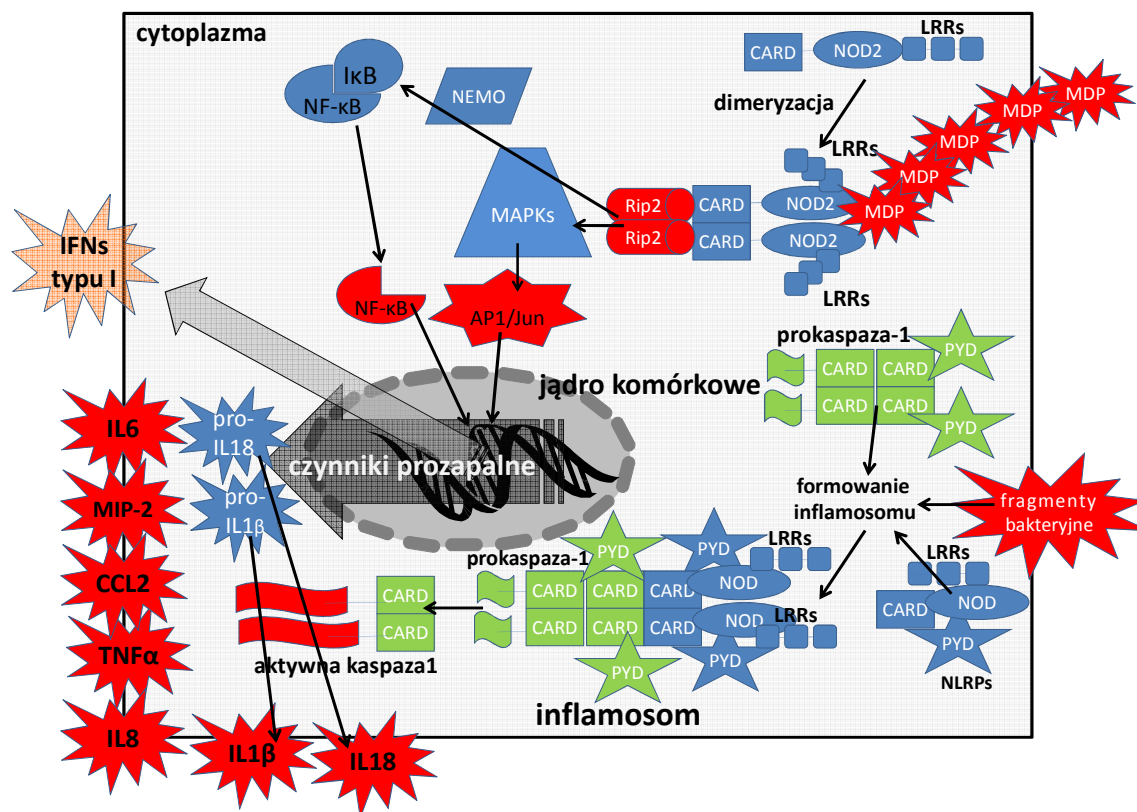 cytoplazma
LRRs
CARD
NOD2
IκB
NF-κB
NEMO
dimeryzacja
MDP
MDP
MDP
MDP
MDP
LRRs
Rip2
CARD
NOD2
MAPKs
Rip2
CARD
NOD2
LRRs
IFNs
typu I
NF-κB
AP1/Jun
prokaspaza-1
PYD
CARD
CARD
CARD
CARD
PYD
jądro komórkowe
IL6
pro-
IL18
czynniki prozapalne
MIP-2
pro-
IL1β
formowanie
inflamosomu
fragmenty
bakteryjne
CCL2
prokaspaza-1
PYD
PYD
LRRs
LRRs
CARD
CARD
CARD
CARD
NOD
CARD
NOD
CARD
CARD
CARD
CARD
NOD
LRRs
TNFα
aktywna kaspaza1
PYD
PYD
PYD
NLRPs
inflamosom
IL8
IL1β
IL18